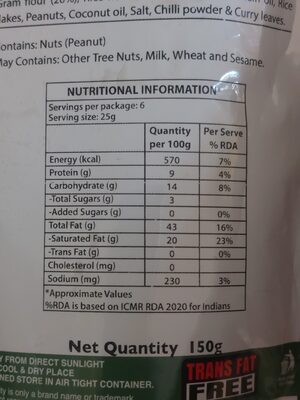 Gram flour (20%), Rice
lakes, Peanuts, Coconut oil, Salt, Chilli powder & Curry leaves.
ontains: Nuts (Peanut)
May Contains: Other Tree Nuts, Milk, Wheat and Sesame.
NUTRITIONAL INFORMATION
Servings per package: 6
Serving size: 25g
Quantity per 100g Per Serve % RDA
Energy (kcal) 570 7%
Protein (g) 9 4%
Carbohydrate (g) 14 8%
-Total Sugars (g) 3
-Added Sugars (g) 0 0%
Total Fat (g) 43 16%
-Saturated Fat (g) 20 23%
-Trans Fat (g) 0 0%
Cholesterol (mg) 0
Sodium (mg) 230 3%
*Approximate Values
%RDA is based on ICMR RDA 2020 for Indians
Net Quantity 150g
Y FROM DIRECT SUNLIGHT
COOL & DRY PLACE
NED STORE IN AIR TIGHT CONTAINER.
ty is only a brand name or trademark
TRANS FAT
FREE